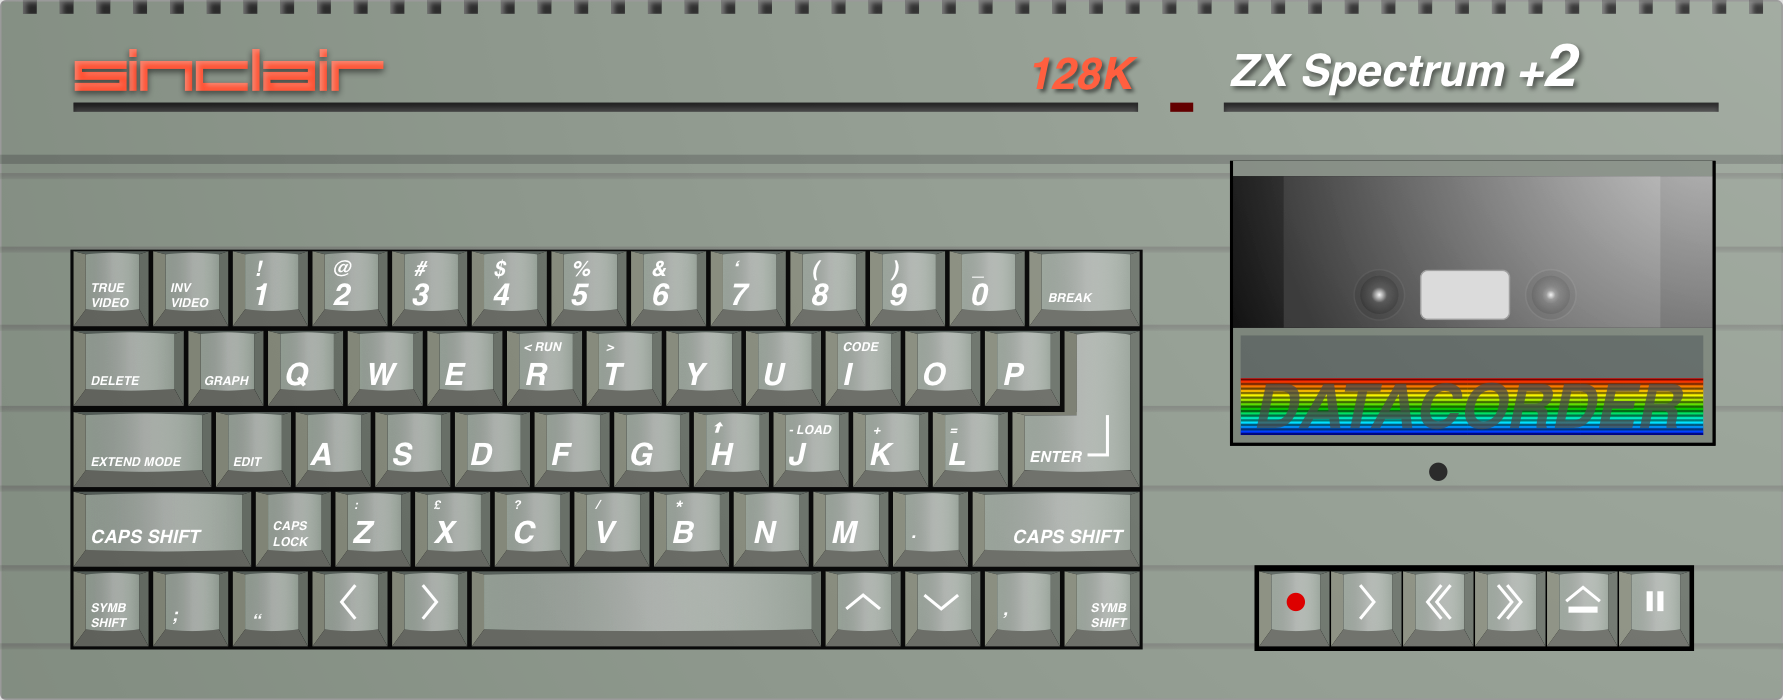 sinclair 128K ZX Spectrum +2
TRUE VIDEO
INV VIDEO
! 1
@ 2
# 3
$ 4
% 5
& 6
‘ 7
( 8
) 9
_ 0
BREAK
DELETE
GRAPH
Q
W
E
< RUN R
> T
Y
U
CODE I
O
P
EXTEND MODE
EDIT
A
S
D
F
G
H
- LOAD J
+ K
= L
ENTER
CAPS SHIFT
CAPS LOCK
: Z
£ X
? C
/ V
* B
N
M
.
CAPS SHIFT
SYMB SHIFT
;
“
,
SYMB SHIFT
DATACORDER